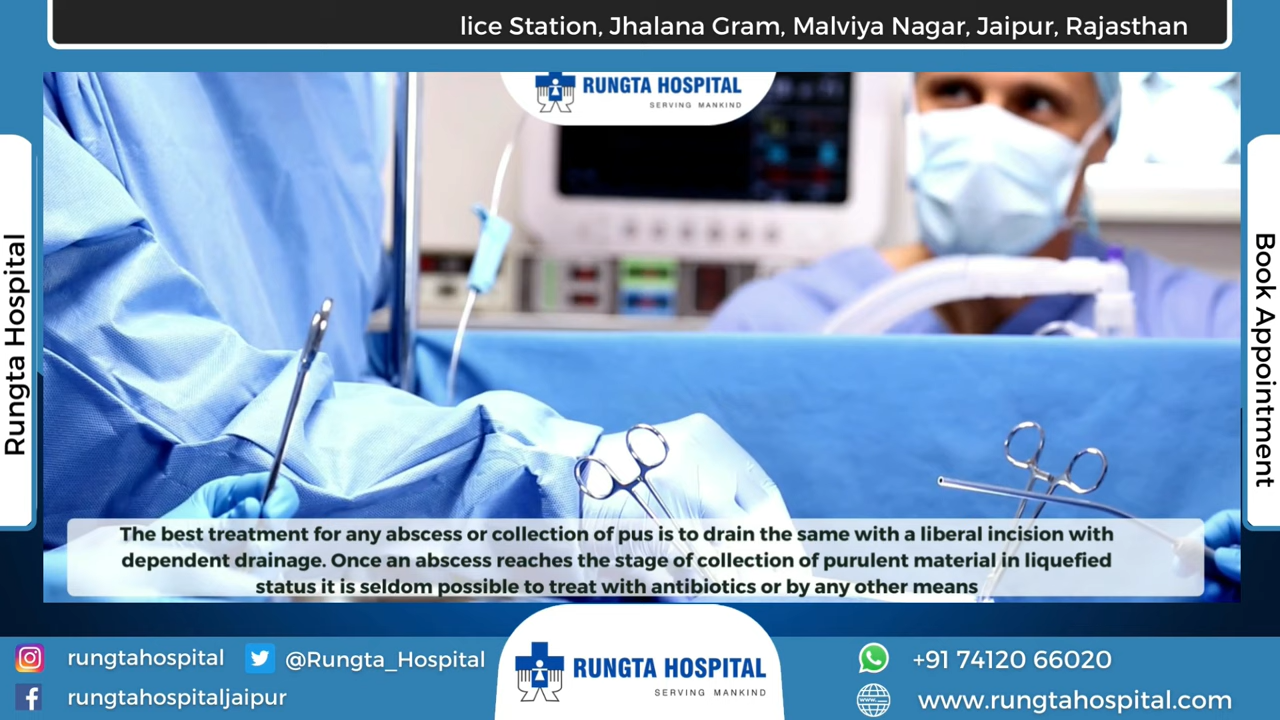 lice Station, Jhalana Gram, Malviya Nagar, Jaipur, Rajasthan
RUNGTA HOSPITAL
SERVING MANKIND
Rungta Hospital
Book Appointment
The best treatment for any abscess or collection of pus is to drain the same with a liberal incision with
dependent drainage. Once an abscess reaches the stage of collection of purulent material in liquefied
status it is seldom possible to treat with antibiotics or by any other means
rungtahospital
@Rungta_Hospital
rungtahospitaljaipur
RUNGTA HOSPITAL
SERVING MANKIND
+91 74120 66020
www.rungtahospital.com